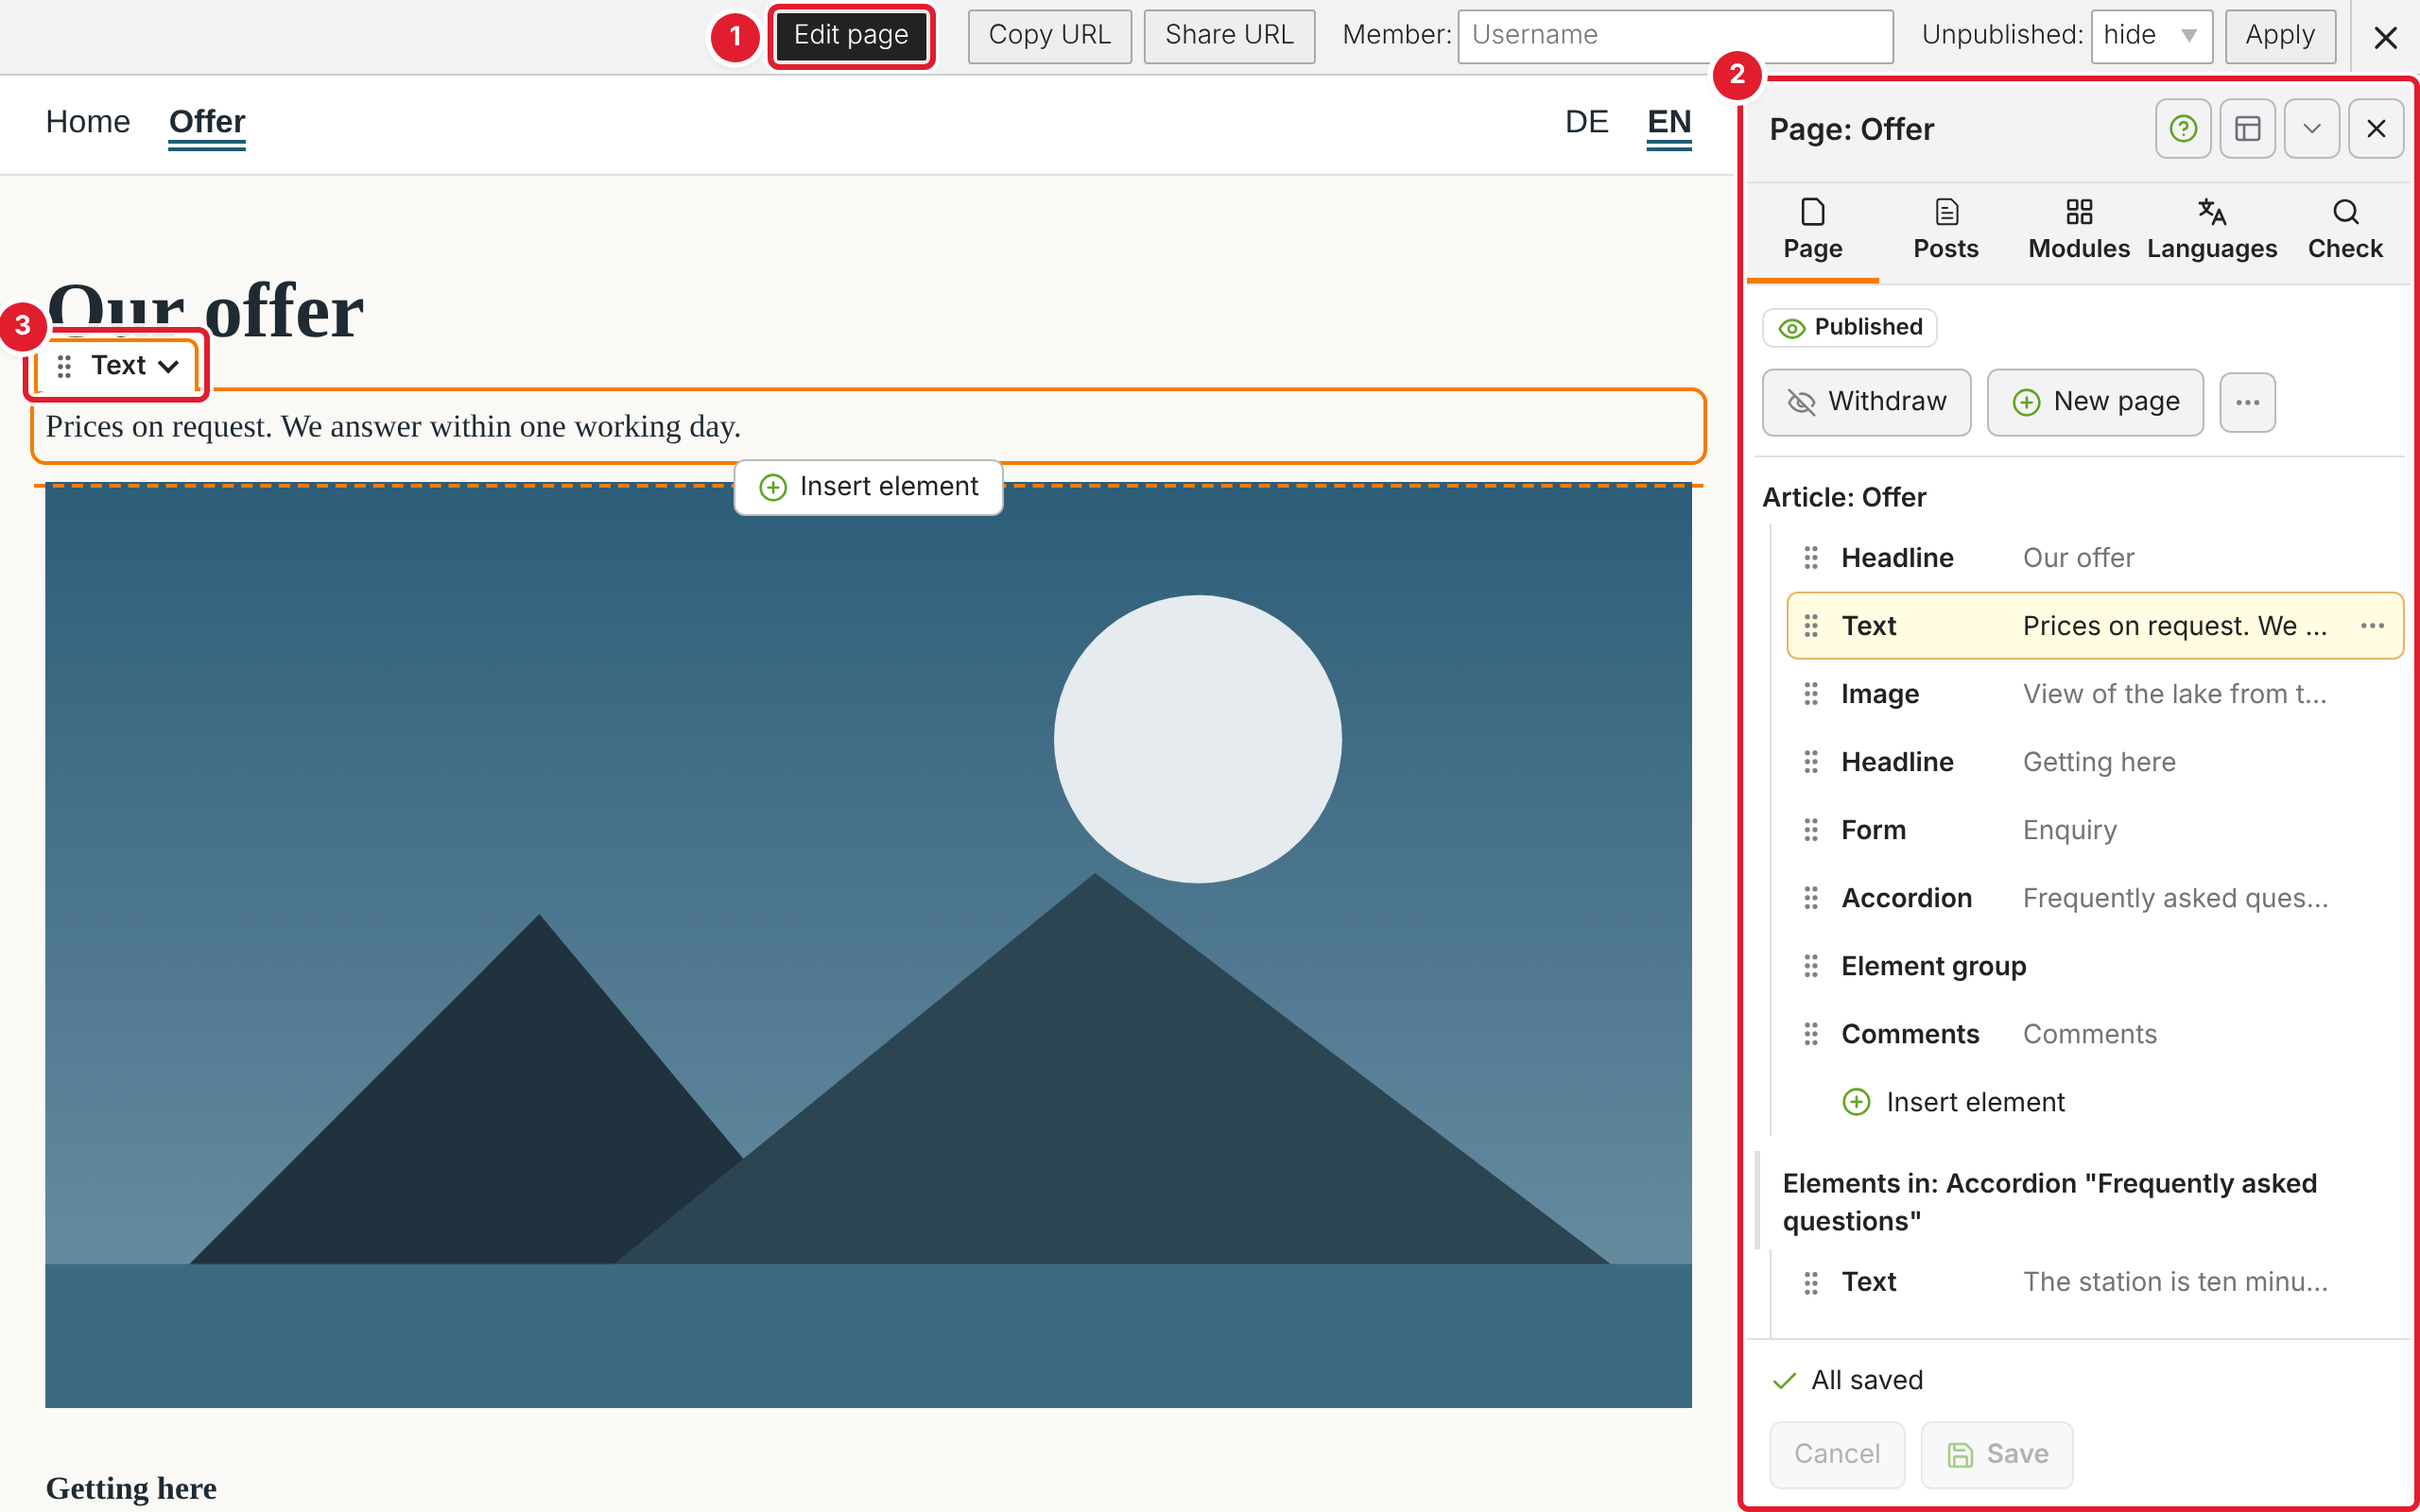 1 Edit page Copy URL Share URL Member: Username Unpublished: hide Apply
2
Home Offer DE EN
Page: Offer
Page Posts Modules Languages Check
Our offer
3
Text
Prices on request. We answer within one working day.
Insert element
Published
Withdraw New page
Article: Offer
Headline Our offer
Text Prices on request. We ...
Image View of the lake from t...
Headline Getting here
Form Enquiry
Accordion Frequently asked ques...
Element group
Comments Comments
Insert element
Elements in: Accordion "Frequently asked
questions"
Text The station is ten minu...
All saved
Cancel Save
Getting here